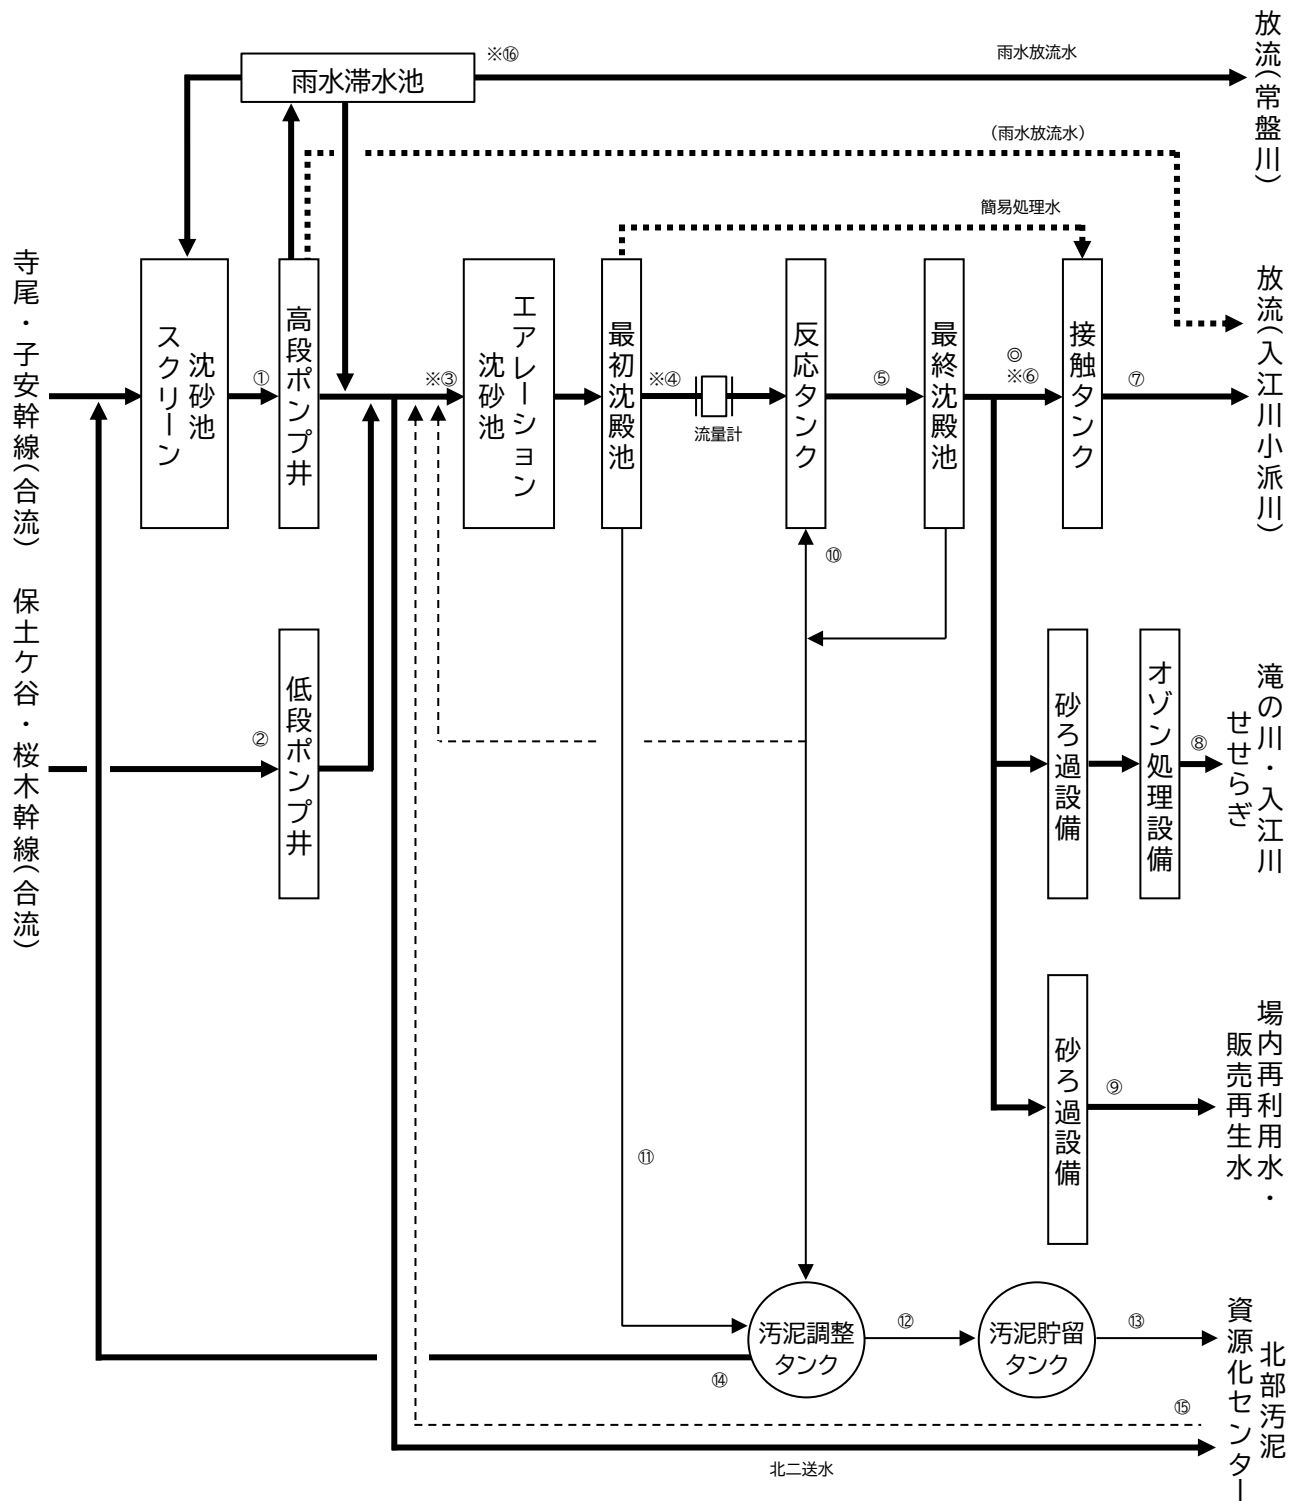 ※⑯
雨水放流水
放流(常盤川)
雨水滞水池
(雨水放流水)
簡易処理水
寺尾・子安幹線(合流)
スクリーン
沈砂池
①
高段ポンプ井
※③
エアレーション
沈砂池
最初沈殿池
※④
流量計
反応タンク
⑤
最終沈殿池
◎
※⑥
接触タンク
⑦
放流(入江川小派川)
⑩
保土ケ谷・桜木幹線(合流)
②
低段ポンプ井
砂ろ過設備
オゾン処理設備
⑧
滝の川・入江川
せせらぎ
砂ろ過設備
⑨
場内再利用水・
販売再生水
⑪
汚泥調整
タンク
⑫
汚泥貯留
タンク
⑬
北部汚泥
資源化センター
⑭
⑮
北二送水